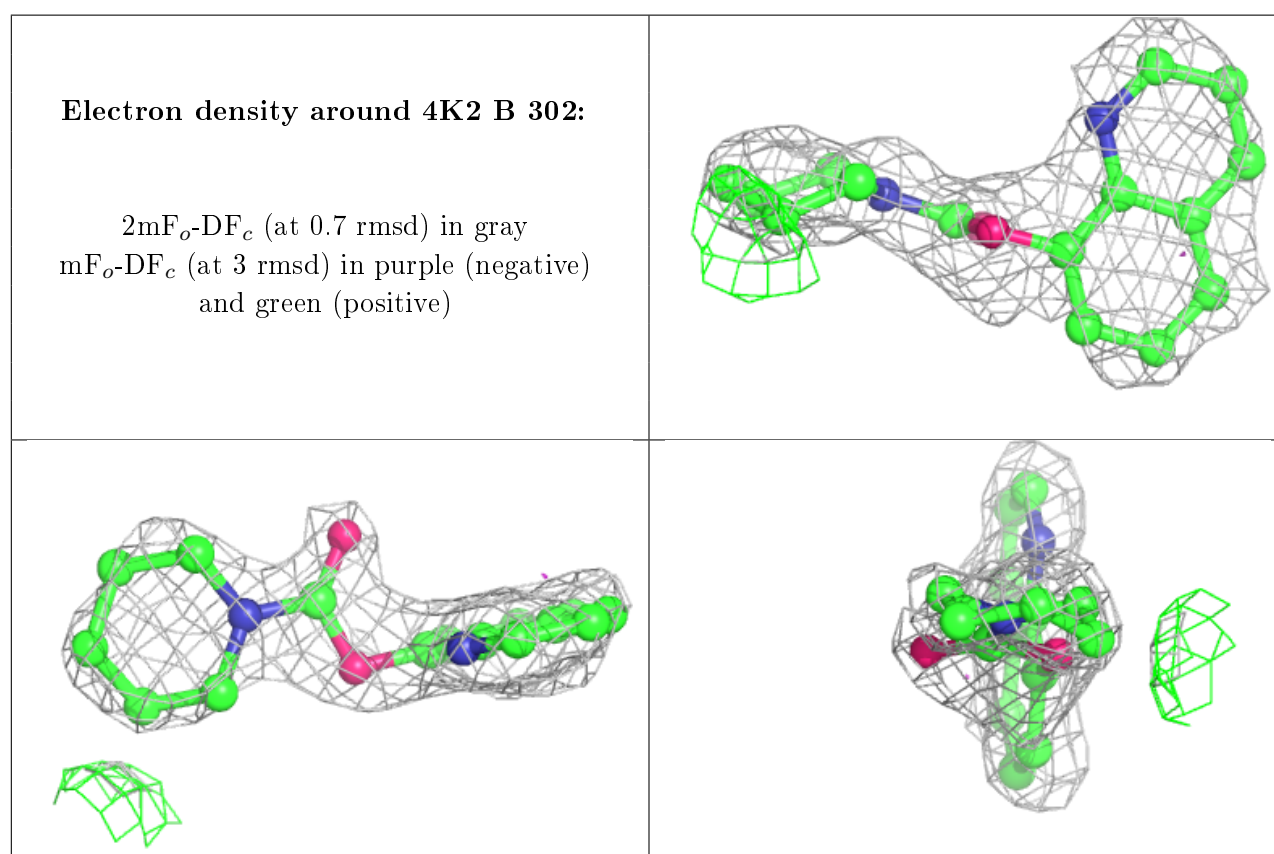 Electron density around 4K2 B 302:
2mFo-DFc (at 0.7 rmsd) in gray
mFo-DFc (at 3 rmsd) in purple (negative)
and green (positive)